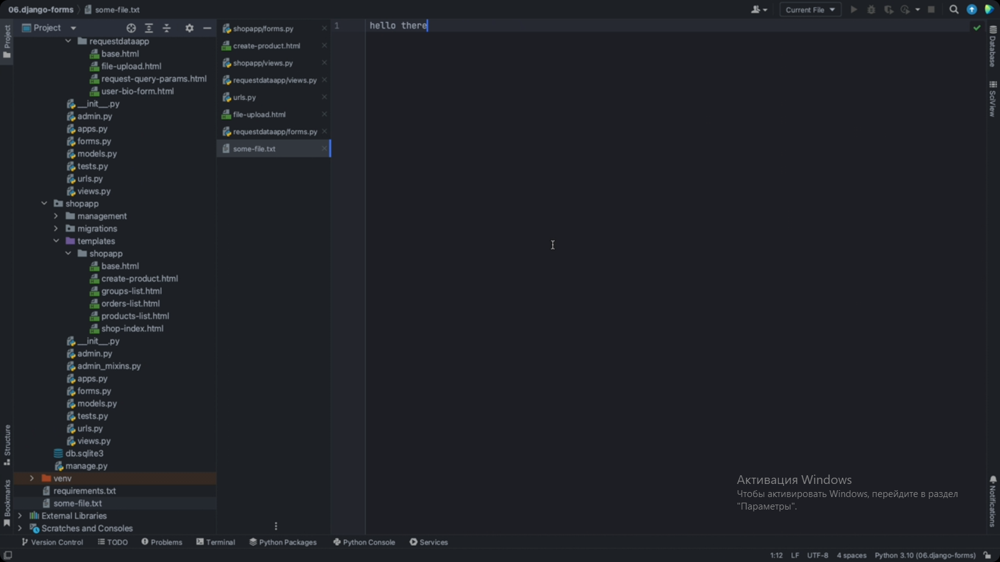 06.django-forms
some-file.txt
Current File
Project
Project
requestdataapp
base.html
file-upload.html
request-query-params.html
user-bio-form.html
__init__.py
admin.py
apps.py
forms.py
models.py
tests.py
urls.py
views.py
shopapp
management
migrations
templates
shopapp
base.html
create-product.html
groups-list.html
orders-list.html
products-list.html
shop-index.html
__init__.py
admin.py
admin_mixins.py
apps.py
forms.py
models.py
tests.py
urls.py
views.py
db.sqlite3
manage.py
venv
requirements.txt
some-file.txt
External Libraries
Scratches and Consoles
Structure
Bookmarks
shopapp/forms.py
create-product.html
shopapp/views.py
requestdataapp/views.py
urls.py
file-upload.html
requestdataapp/forms.py
some-file.txt
1
hello there
Database
SciView
Notifications
Активация Windows
Чтобы активировать Windows, перейдите в раздел
"Параметры".
Version Control
TODO
Problems
Terminal
Python Packages
Python Console
Services
1:12
LF
UTF-8
4 spaces
Python 3.10 (06.django-forms)